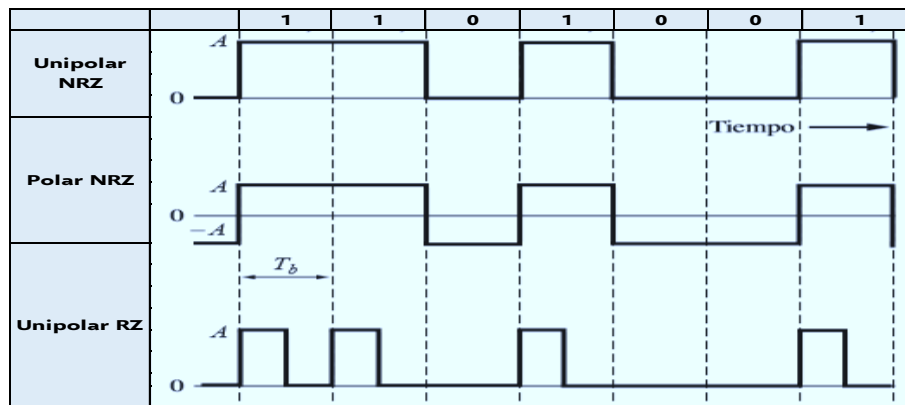 1 1 0 1 0 0 1
Unipolar
NRZ
A
0
Tiempo
Polar NRZ
A
0
-A
T_b
Unipolar RZ
A
0